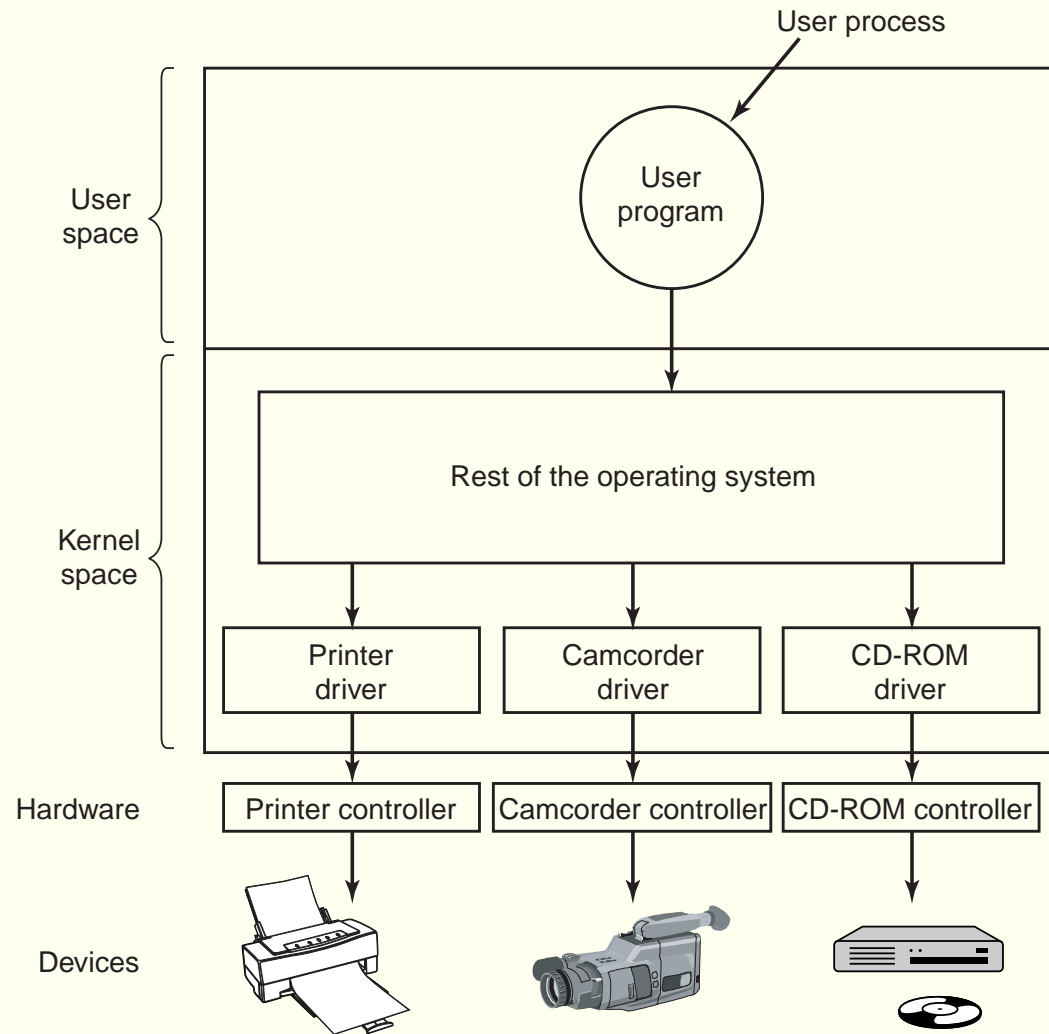 User process
User
space
User
program
Kernel
space
Rest of the operating system
Printer
driver
Camcorder
driver
CD-ROM
driver
Hardware
Printer controller
Camcorder controller
CD-ROM controller
Devices